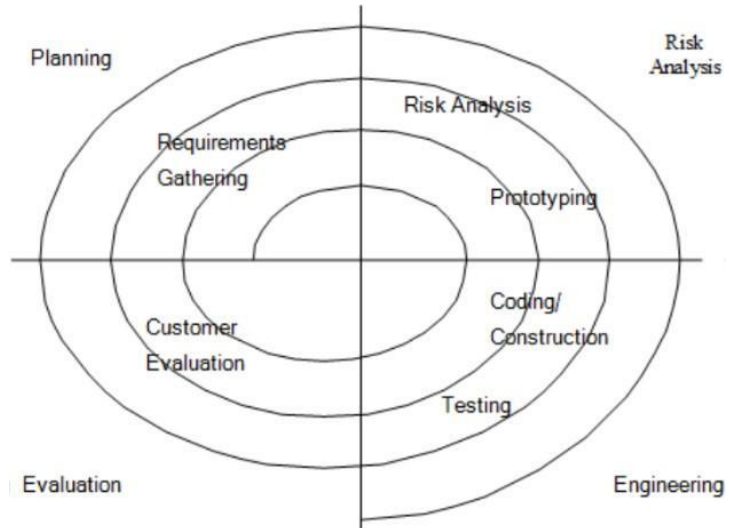 Planning
Risk
Analysis
Risk Analysis
Requirements
Gathering
Prototyping
Customer
Evaluation
Coding/
Construction
Testing
Evaluation
Engineering